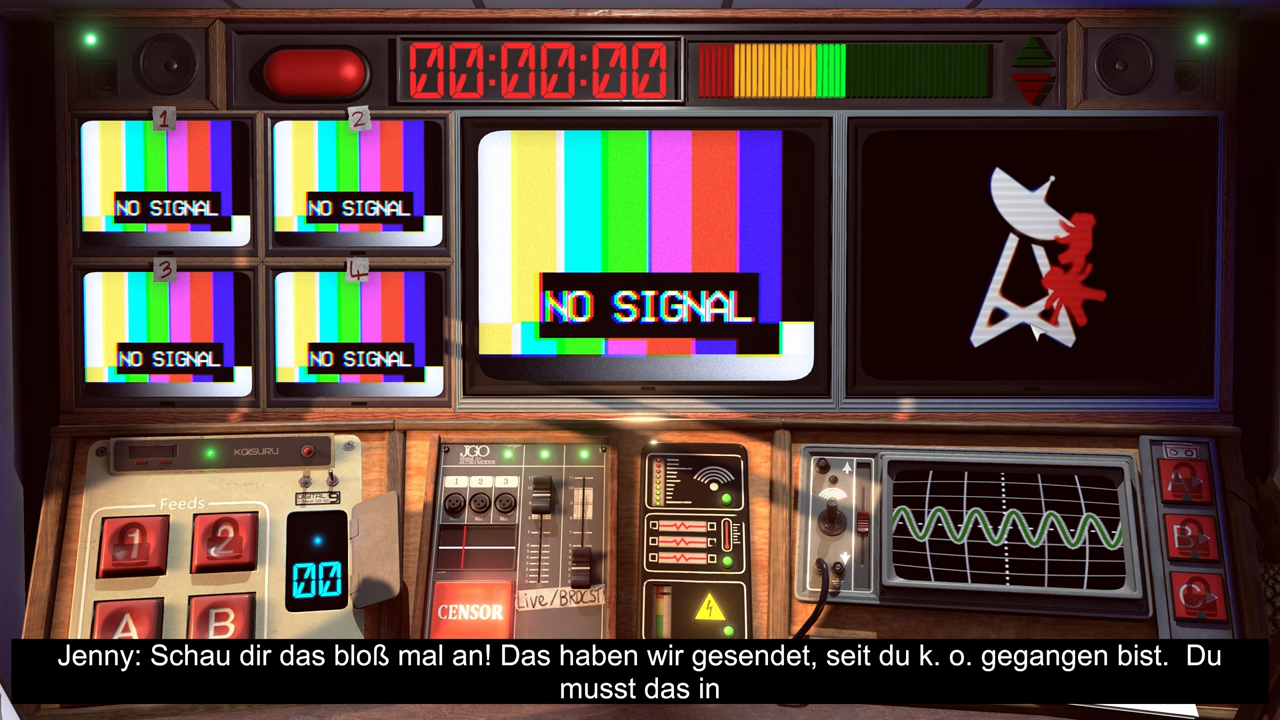 00:00:00
1
2
NO SIGNAL
NO SIGNAL
NO SIGNAL
3
4
NO SIGNAL
NO SIGNAL
KOISURU
JGO
Feeds
DIGITAL 9
1 2 3
1
2
00
A
B
CENSOR
Live/BRDCST
A
B
C
Jenny: Schau dir das bloß mal an! Das haben wir gesendet, seit du k. o. gegangen bist. Du
musst das in